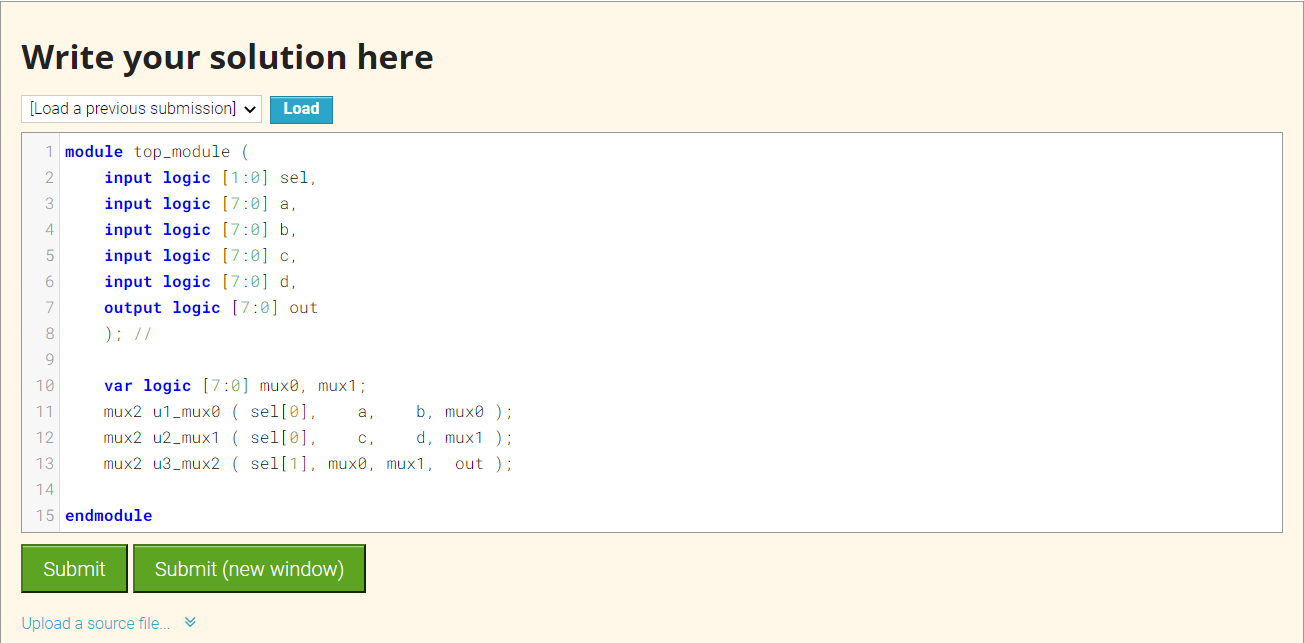 Write your solution here
[Load a previous submission] Load
1 module top_module (
2 input logic [1:0] sel,
3 input logic [7:0] a,
4 input logic [7:0] b,
5 input logic [7:0] c,
6 input logic [7:0] d,
7 output logic [7:0] out
8 ); //
9
10 var logic [7:0] mux0, mux1;
11 mux2 u1_mux0 ( sel[0],    a,    b, mux0 );
12 mux2 u2_mux1 ( sel[0],    c,    d, mux1 );
13 mux2 u3_mux2 ( sel[1], mux0, mux1,  out );
14
15 endmodule
Submit Submit (new window)
Upload a source file...